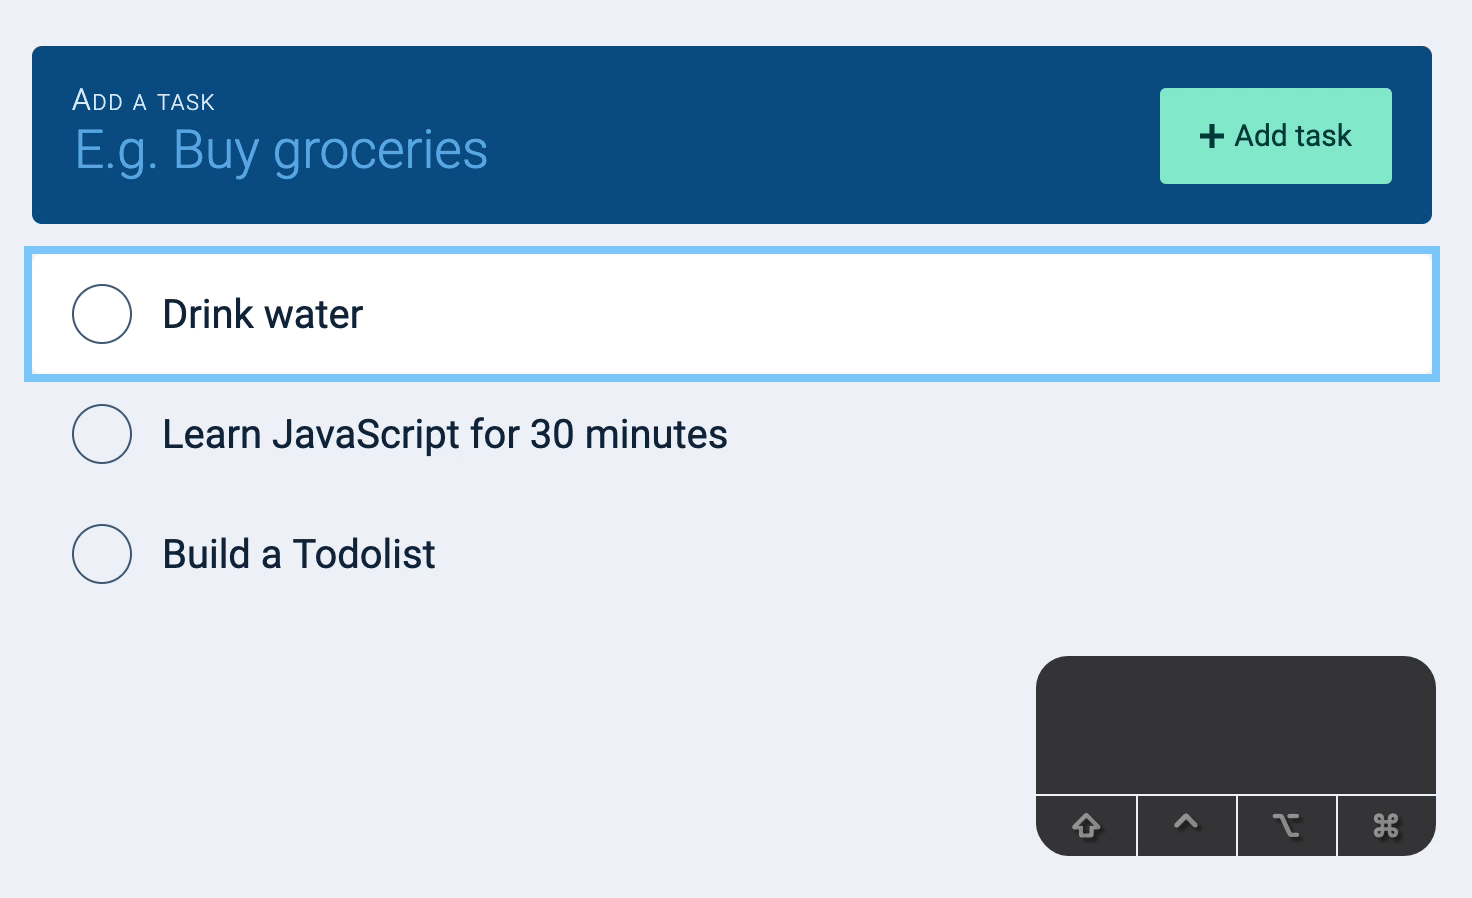 Add a task
E.g. Buy groceries
+ Add task
Drink water
Learn JavaScript for 30 minutes
Build a Todolist
⇧ ⌃ ⌥ ⌘